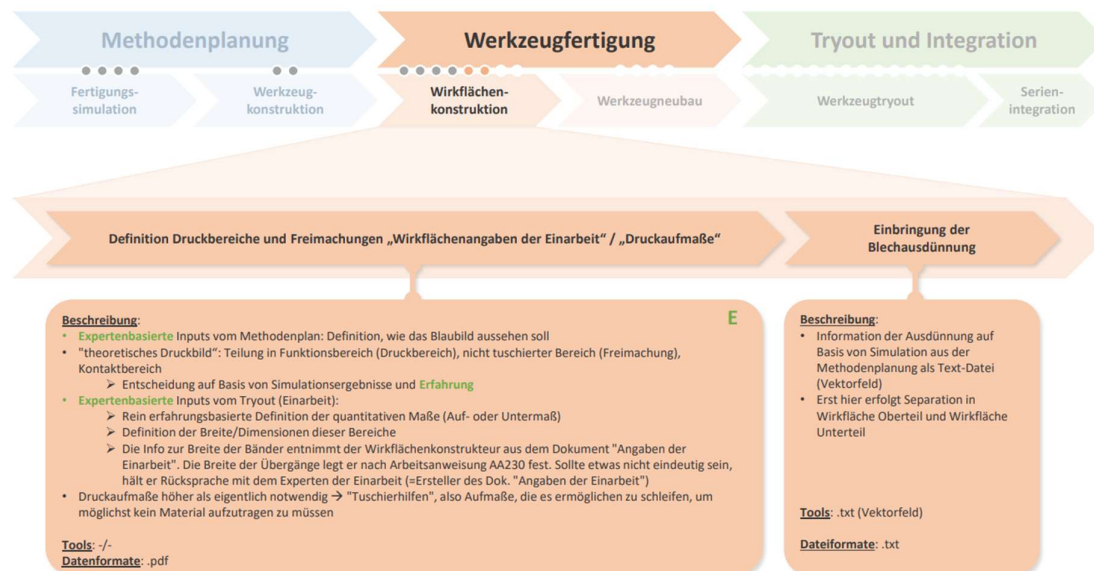 Methodenplanung
Werkzeugfertigung
Tryout und Integration
Fertigungs-
simulation
Werkzeug-
konstruktion
Wirkflächen-
konstruktion
Werkzeugneubau
Werkzeugtryout
Serien-
integration
Definition Druckbereiche und Freimachungen „Wirkflächenangaben der Einarbeit“ / „Druckaufmaße“
Einbringung der
Blechausdünnung
E
Beschreibung:
• Expertenbasierte Inputs vom Methodenplan: Definition, wie das Blaubild aussehen soll
• "theoretisches Druckbild“: Teilung in Funktionsbereich (Druckbereich), nicht tuschierter Bereich (Freimachung),
Kontaktbereich
➢ Entscheidung auf Basis von Simulationsergebnisse und Erfahrung
• Expertenbasierte Inputs vom Tryout (Einarbeit):
➢ Rein erfahrungsbasierte Definition der quantitativen Maße (Auf- oder Untermaß)
➢ Definition der Breite/Dimensionen dieser Bereiche
➢ Die Info zur Breite der Bänder entnimmt der Wirkflächenkonstrukteur aus dem Dokument "Angaben der
Einarbeit". Die Breite der Übergänge legt er nach Arbeitsanweisung AA230 fest. Sollte etwas nicht eindeutig sein,
hält er Rücksprache mit dem Experten der Einarbeit (=Ersteller des Dok. "Angaben der Einarbeit")
• Druckaufmaße höher als eigentlich notwendig → "Tuschierhilfen", also Aufmaße, die es ermöglichen zu schleifen, um
möglichst kein Material aufzutragen zu müssen
Tools: -/-
Datenformate: .pdf
Beschreibung:
• Information der Ausdünnung auf
Basis von Simulation aus der
Methodenplanung als Text-Datei
(Vektorfeld)
• Erst hier erfolgt Separation in
Wirkfläche Oberteil und Wirkfläche
Unterteil
Tools: .txt (Vektorfeld)
Dateiformate: .txt